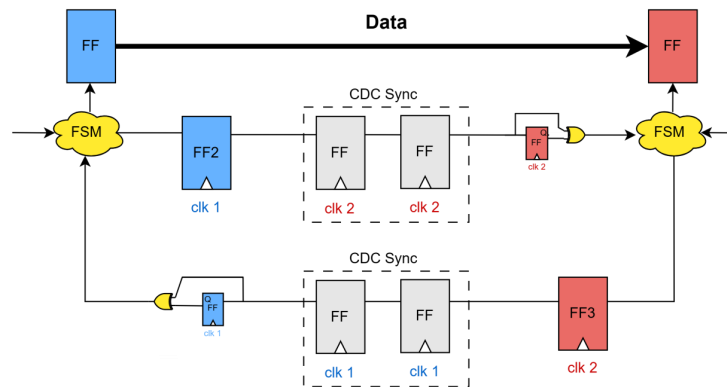 Data
FF
FF
CDC Sync
FSM
FF2
FF
FF
Q
FF
FSM
clk 1
clk 2
clk 2
clk 2
CDC Sync
Q
FF
FF
FF
FF3
clk 1
clk 1
clk 1
clk 2